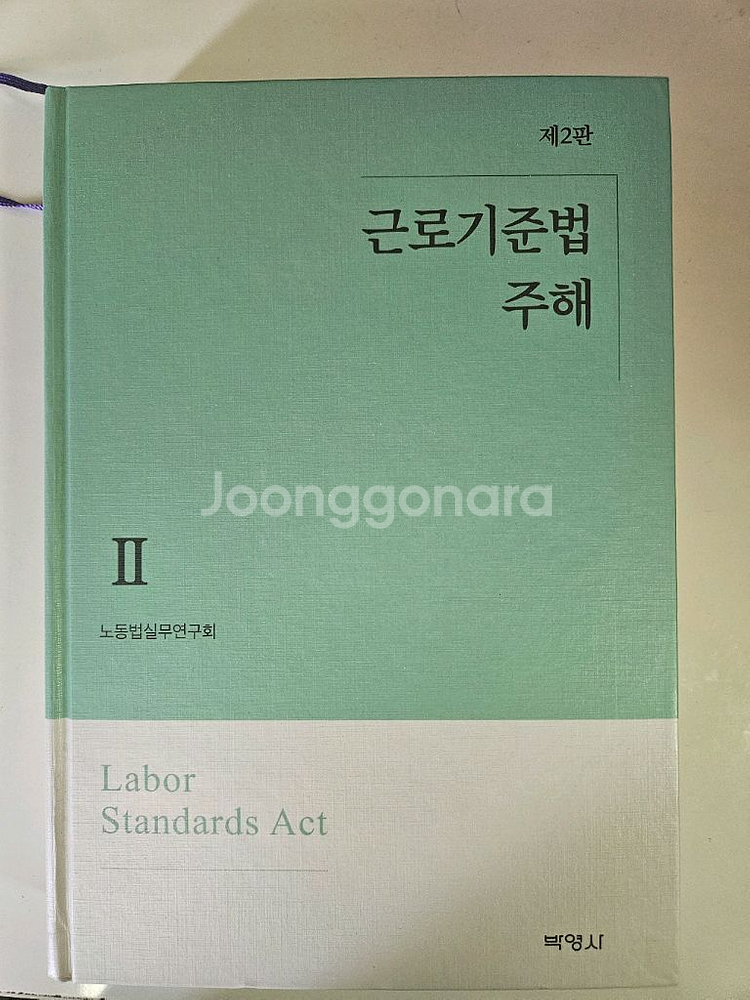 제2판
근로기준법
주해
Joonggonara
II
노동법실무연구회
Labor
Standards Act
박영사